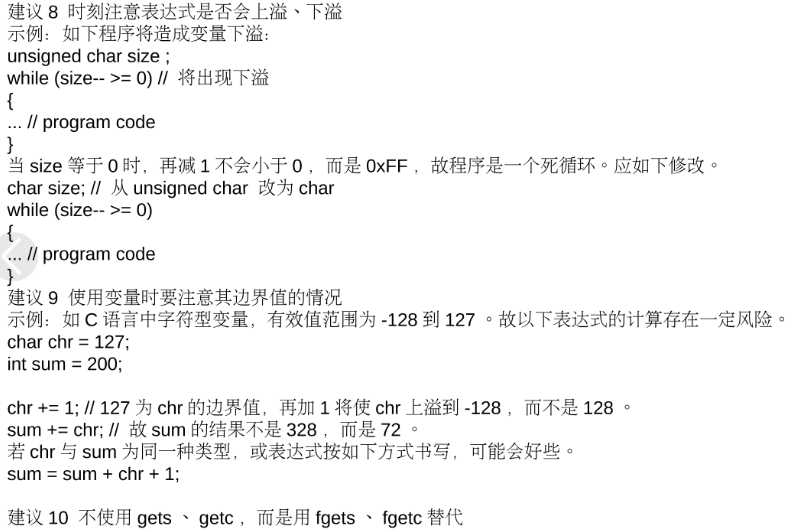 建议 8 时刻注意表达式是否会上溢、下溢
示例：如下程序将造成变量下溢：
unsigned char size ;
while (size-- >= 0) // 将出现下溢
{
... // program code
}
当 size 等于 0 时，再减 1 不会小于 0 ，而是 0xFF ，故程序是一个死循环。应如下修改。
char size; // 从 unsigned char 改为 char
while (size-- >= 0)
{
... // program code
}
建议 9 使用变量时要注意其边界值的情况
示例：如 C 语言中字符型变量，有效值范围为 -128 到 127 。故以下表达式的计算存在一定风险。
char chr = 127;
int sum = 200;
chr += 1; // 127 为 chr 的边界值，再加 1 将使 chr 上溢到 -128 ，而不是 128 。
sum += chr; // 故 sum 的结果不是 328 ，而是 72 。
若 chr 与 sum 为同一种类型，或表达式按如下方式书写，可能会好些。
sum = sum + chr + 1;
建议 10 不使用 gets 、 getc ，而是用 fgets 、 fgetc 替代